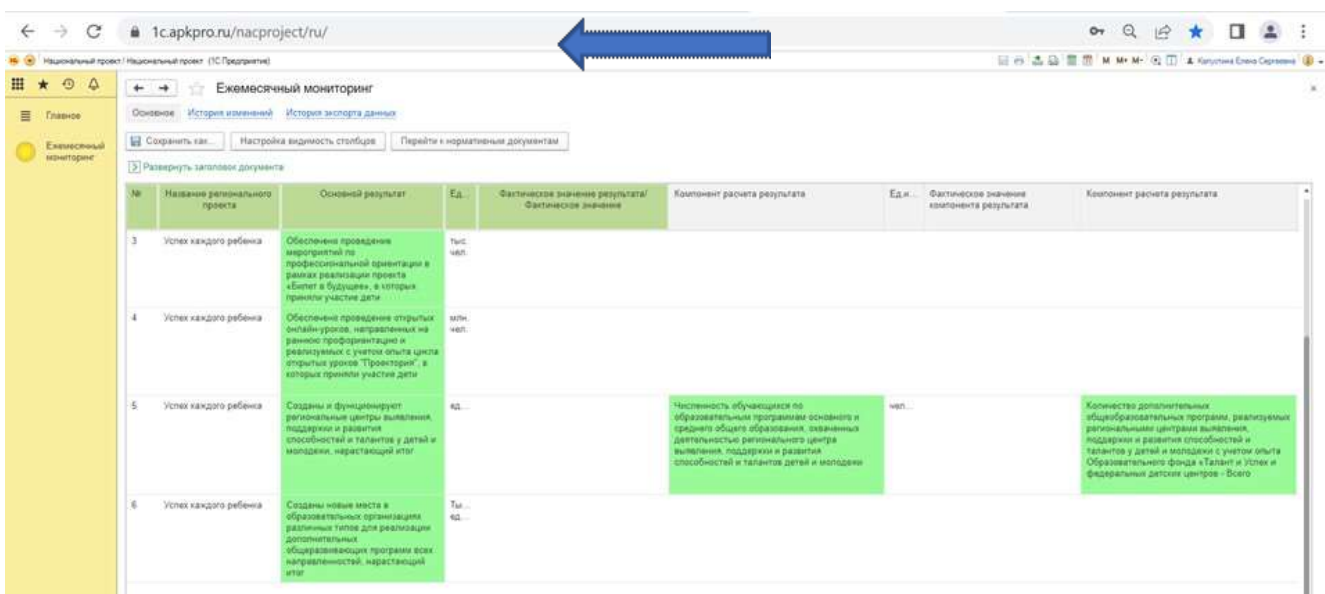 1c.apkpro.ru/nacproject/ru/
Национальный проект / Национальный проект (1С:Предприятие)
M M+ M-
Капустина Елена Сергеевна
Ежемесячный мониторинг
Главное
Ежемесячный
мониторинг
Основное История изменений История экспорта данных
Сохранить как... Настройка видимость столбцов Перейти к нормативным документам
Развернуть заголовок документа
№
Название регионального
проекта
Основной результат
Ед...
Фактическое значение результата/
Фактическое значение
Компонент расчета результата
Ед.и...
Фактическое значение
компонента результата
Компонент расчета результата
3
Успех каждого ребенка
Обеспечено проведение
мероприятий по
профессиональной ориентации в
рамках реализации проекта
«Билет в будущее», в которых
приняли участие дети
тыс.
чел.
4
Успех каждого ребенка
Обеспечено проведение открытых
онлайн-уроков, направленных на
раннюю профориентацию и
реализуемых с учетом опыта цикла
открытых уроков "Проектория", в
которых приняли участие дети
млн.
чел.
5
Успех каждого ребенка
Созданы и функционируют
региональные центры выявления,
поддержки и развития
способностей и талантов у детей и
молодежи, нарастающий итог
ед...
Численность обучающихся по
образовательным программам основного и
среднего общего образования, охваченных
деятельностью регионального центра
выявления, поддержки и развития
способностей и талантов детей и молодежи
чел...
Количество дополнительных
общеобразовательных программ, реализуемых
региональными центрами выявления,
поддержки и развития способностей и
талантов у детей и молодежи с учетом опыта
Образовательного фонда «Талант и Успех и
федеральных детских центров - Всего
6
Успех каждого ребенка
Созданы новые места в
образовательных организациях
различных типов для реализации
дополнительных
общеразвивающих программ всех
направленностей, нарастающий
итог
Ты...
ед...